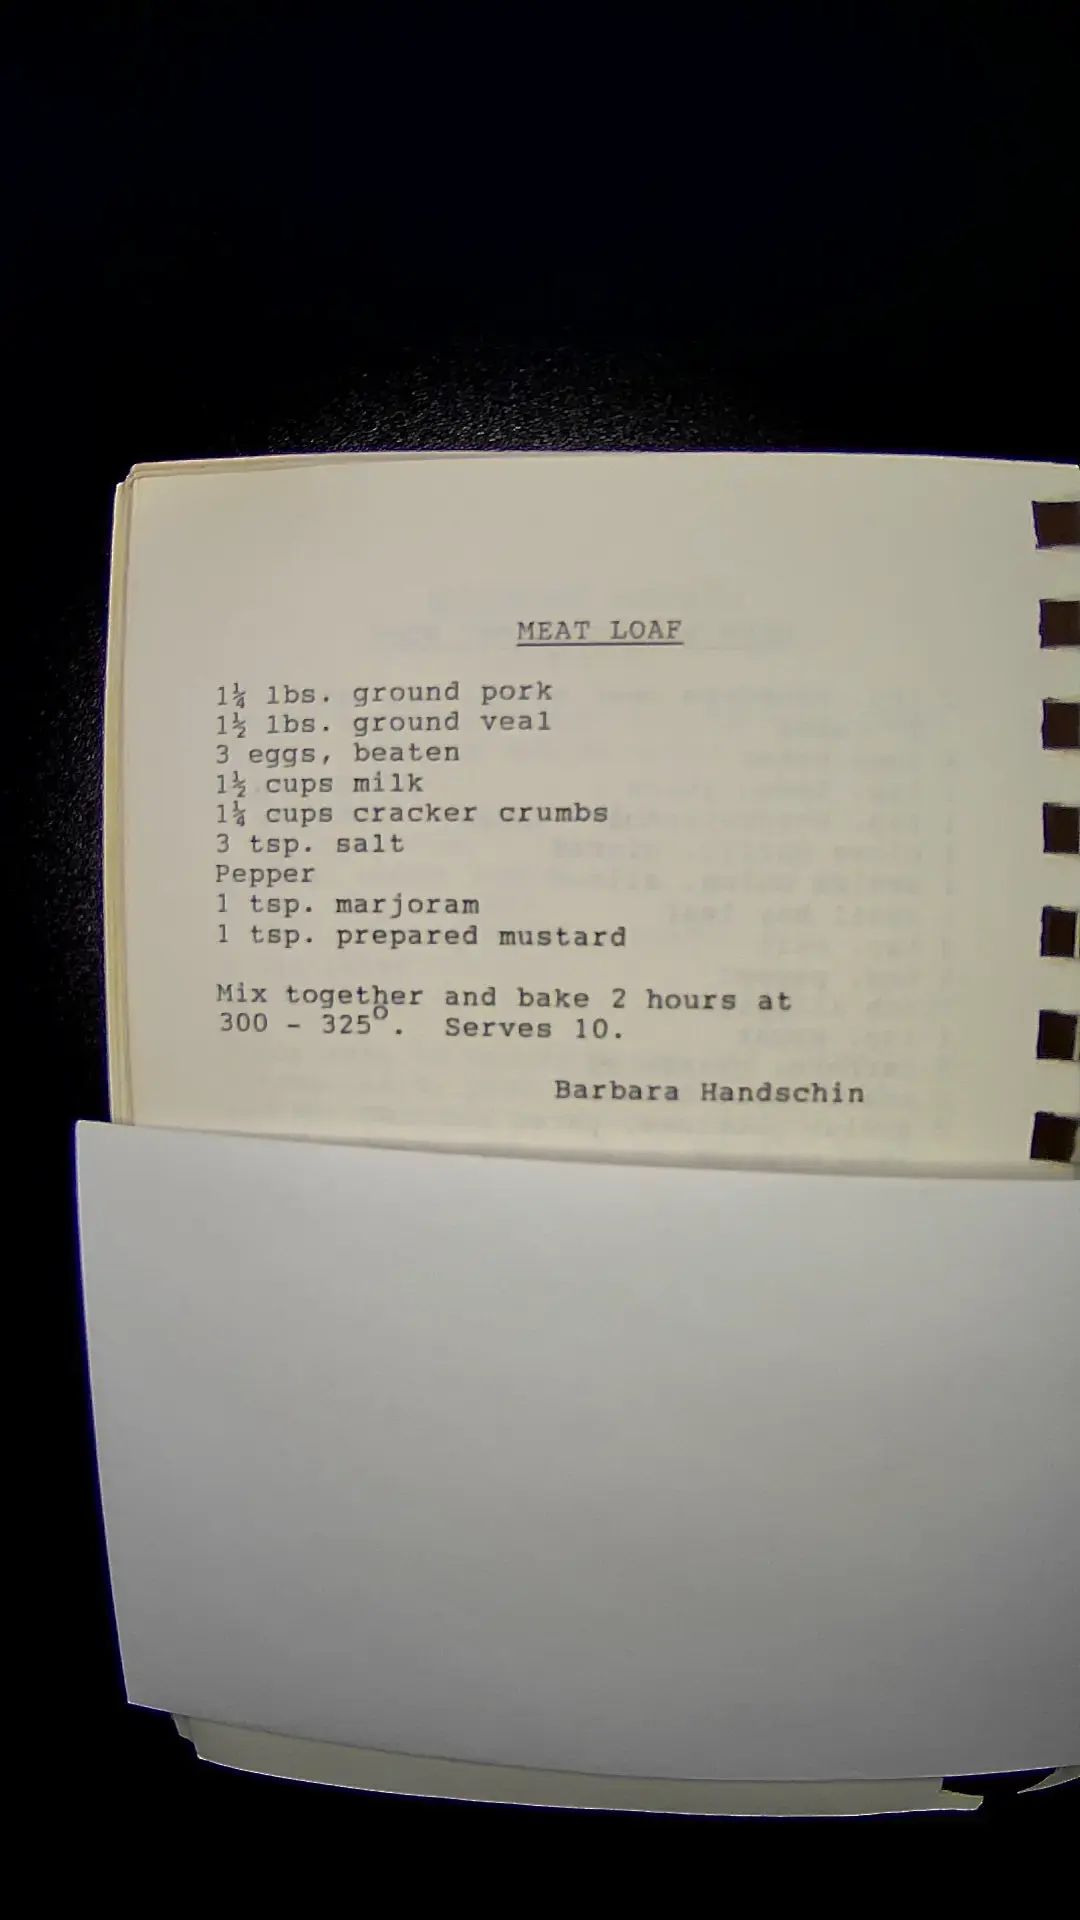 MEAT LOAF
1¼ lbs. ground pork
1½ lbs. ground veal
3 eggs, beaten
1½ cups milk
1¼ cups cracker crumbs
3 tsp. salt
Pepper
1 tsp. marjoram
1 tsp. prepared mustard
Mix together and bake 2 hours at
300 - 325°. Serves 10.
Barbara Handschin